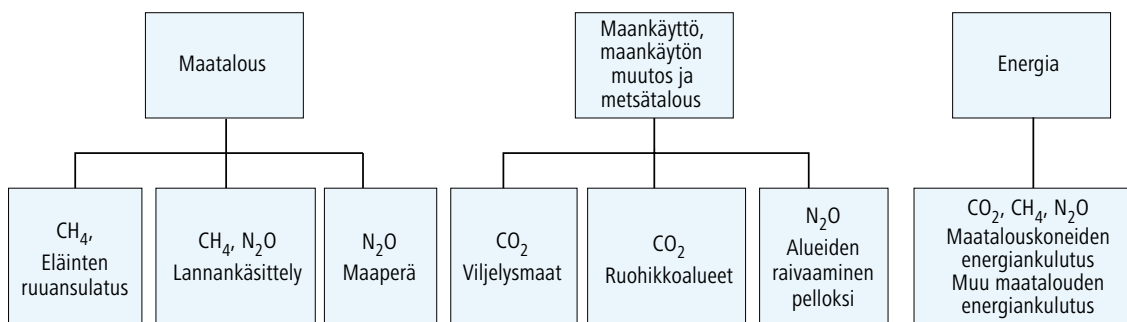 Maatalous
Maankäyttö,
maankäytön
muutos ja
metsätalous
Energia
CH₄,
Eläinten
ruuansulatus
CH₄, N₂O
Lannankäsittely
N₂O
Maaperä
CO₂
Viljelysmaat
CO₂
Ruohikkoalueet
N₂O
Alueiden
raivaaminen
pelloksi
CO₂, CH₄, N₂O
Maatalouskoneiden
energiankulutus
Muu maatalouden
energiankulutus